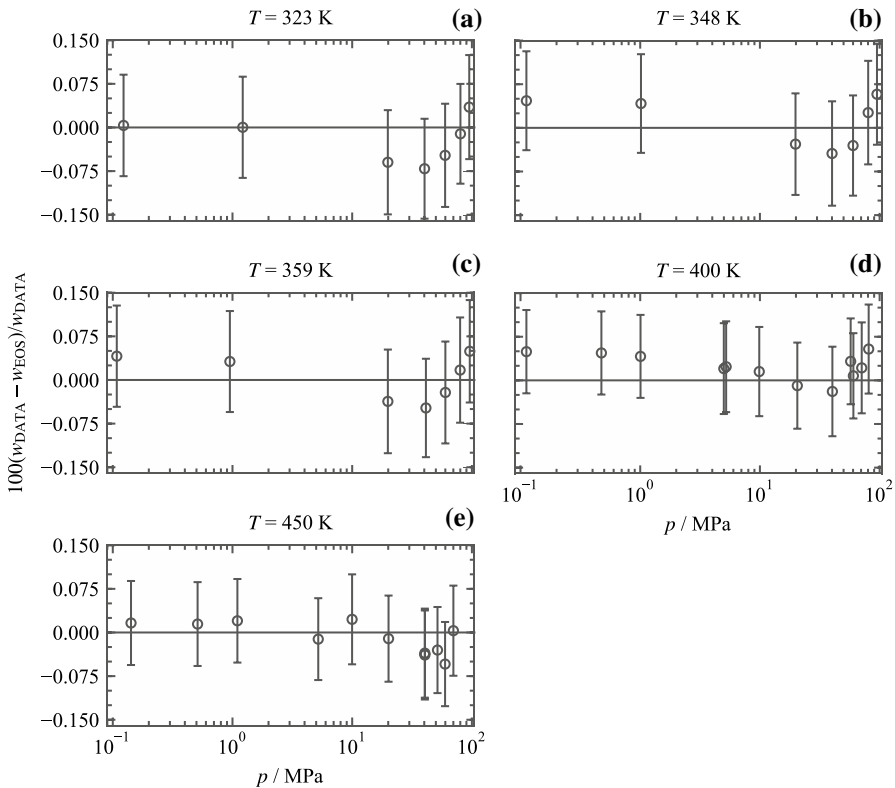 T = 323 K
(a)
0.150
0.075
0.000
−0.075
−0.150
T = 348 K
(b)
T = 359 K
(c)
0.150
0.075
0.000
−0.075
−0.150
T = 400 K
(d)
10⁻¹ 10⁰ 10¹ 10²
p / MPa
100(wDATA − wEOS)/wDATA
T = 450 K
(e)
0.150
0.075
0.000
−0.075
−0.150
10⁻¹ 10⁰ 10¹ 10²
p / MPa